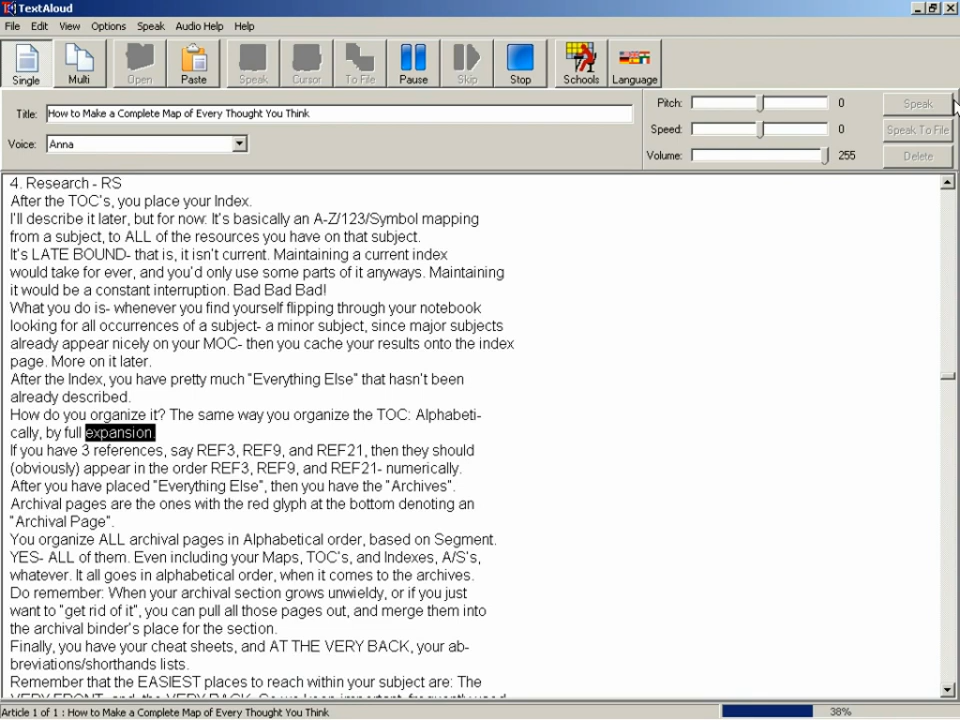 TextAloud
File Edit View Options Speak Audio Help Help
Single Multi Open Paste Speak Cursor To File Pause Skip Stop Schools Language
Title: How to Make a Complete Map of Every Thought You Think
Voice: Anna
Pitch: 0 Speak
Speed: 0 Speak To File
Volume: 255 Delete
4. Research - RS
After the TOC's, you place your Index.
I'll describe it later, but for now: It's basically an A-Z/123/Symbol mapping
from a subject, to ALL of the resources you have on that subject.
It's LATE BOUND- that is, it isn't current. Maintaining a current index
would take for ever, and you'd only use some parts of it anyways. Maintaining
it would be a constant interruption. Bad Bad Bad!
What you do is- whenever you find yourself flipping through your notebook
looking for all occurrences of a subject- a minor subject, since major subjects
already appear nicely on your MOC- then you cache your results onto the index
page. More on it later.
After the Index, you have pretty much "Everything Else" that hasn't been
already described.
How do you organize it? The same way you organize the TOC: Alphabeti-
cally, by full expansion.
If you have 3 references, say REF3, REF9, and REF21, then they should
(obviously) appear in the order REF3, REF9, and REF21- numerically.
After you have placed "Everything Else", then you have the "Archives".
Archival pages are the ones with the red glyph at the bottom denoting an
"Archival Page".
You organize ALL archival pages in Alphabetical order, based on Segment.
YES- ALL of them. Even including your Maps, TOC's, and Indexes, A/S's,
whatever. It all goes in alphabetical order, when it comes to the archives.
Do remember: When your archival section grows unwieldy, or if you just
want to "get rid of it", you can pull all those pages out, and merge them into
the archival binder's place for the section.
Finally, you have your cheat sheets, and AT THE VERY BACK, your ab-
breviations/shorthands lists.
Remember that the EASIEST places to reach within your subject are: The
VERY FRONT, and, the VERY BACK. So we keep important, frequently used
Article 1 of 1 : How to Make a Complete Map of Every Thought You Think 38%